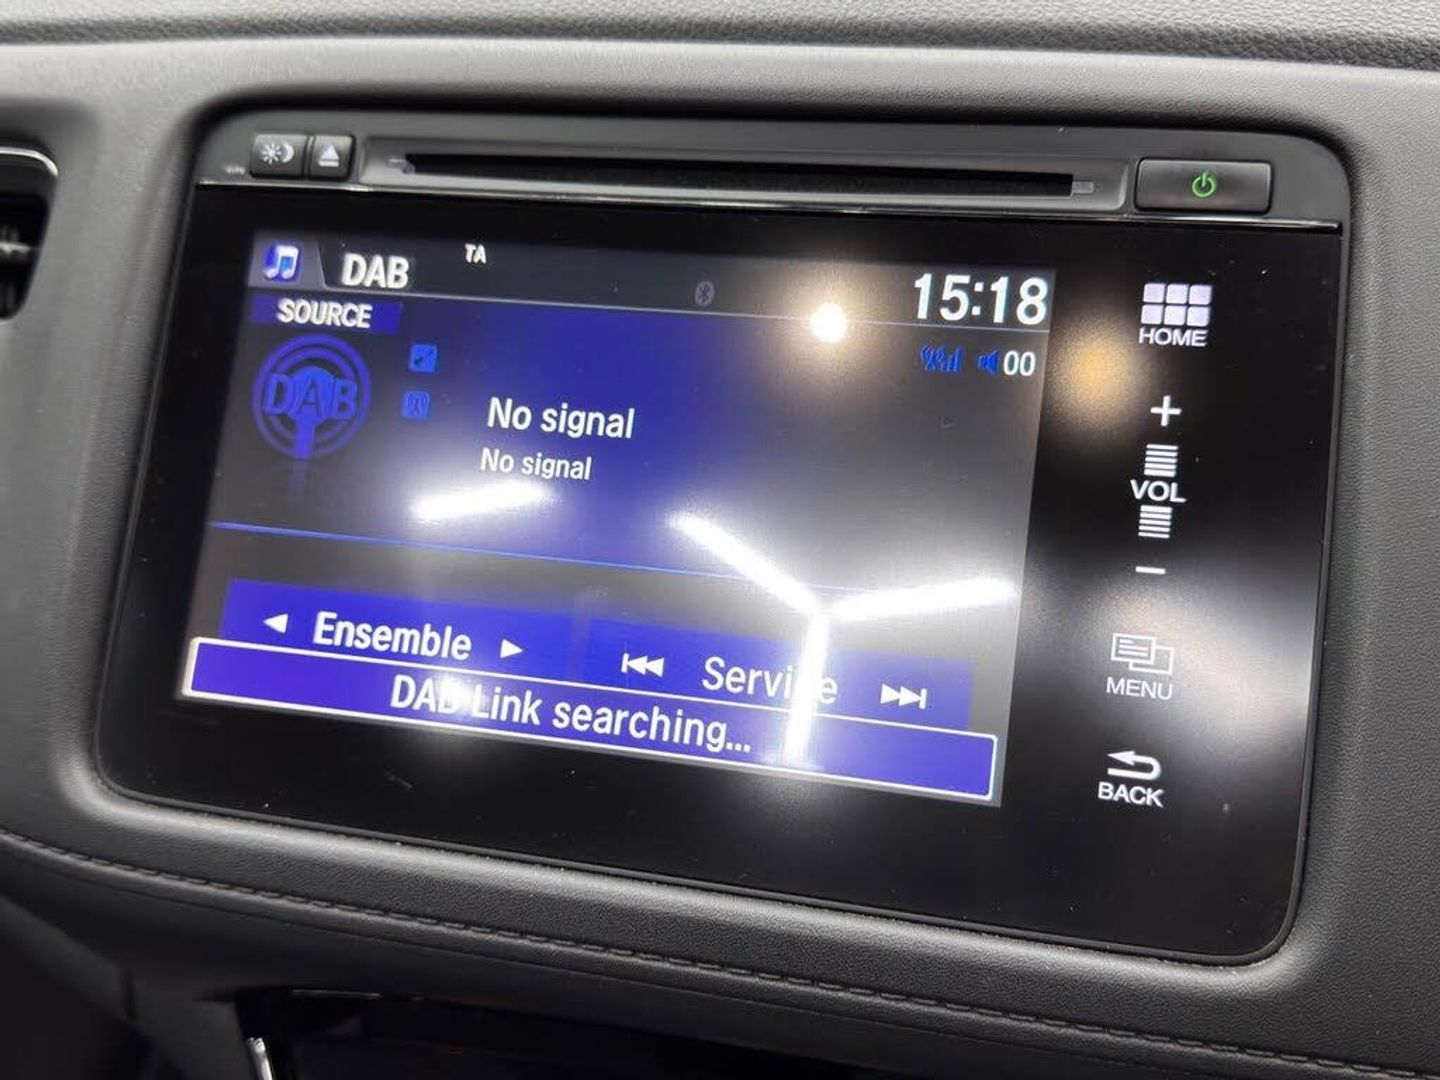 DAB
TA
15:18
SOURCE
DAB
00
No signal
No signal
Ensemble
Service
DAB Link searching...
HOME
+
VOL
−
MENU
BACK